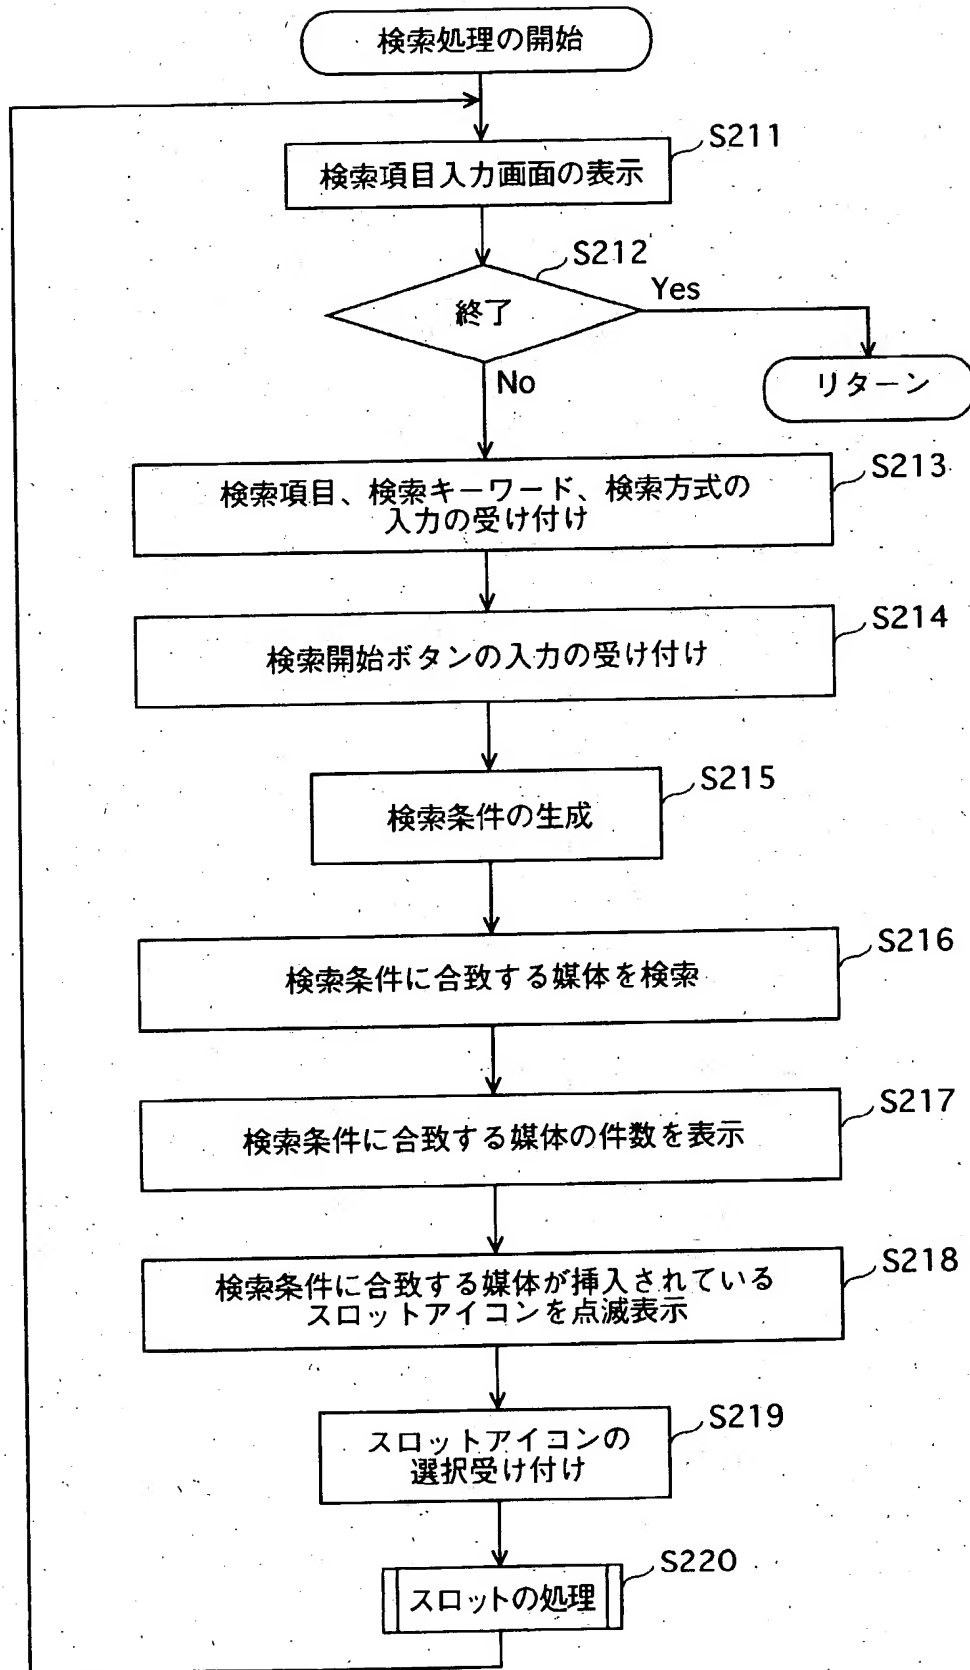 検索処理の開始
S211
検索項目入力画面の表示
S212
終了
Yes
リターン
No
S213
検索項目、検索キーワード、検索方式の
入力の受け付け
S214
検索開始ボタンの入力の受け付け
S215
検索条件の生成
S216
検索条件に合致する媒体を検索
S217
検索条件に合致する媒体の件数を表示
S218
検索条件に合致する媒体が挿入されている
スロットアイコンを点滅表示
S219
スロットアイコンの
選択受け付け
S220
スロットの処理